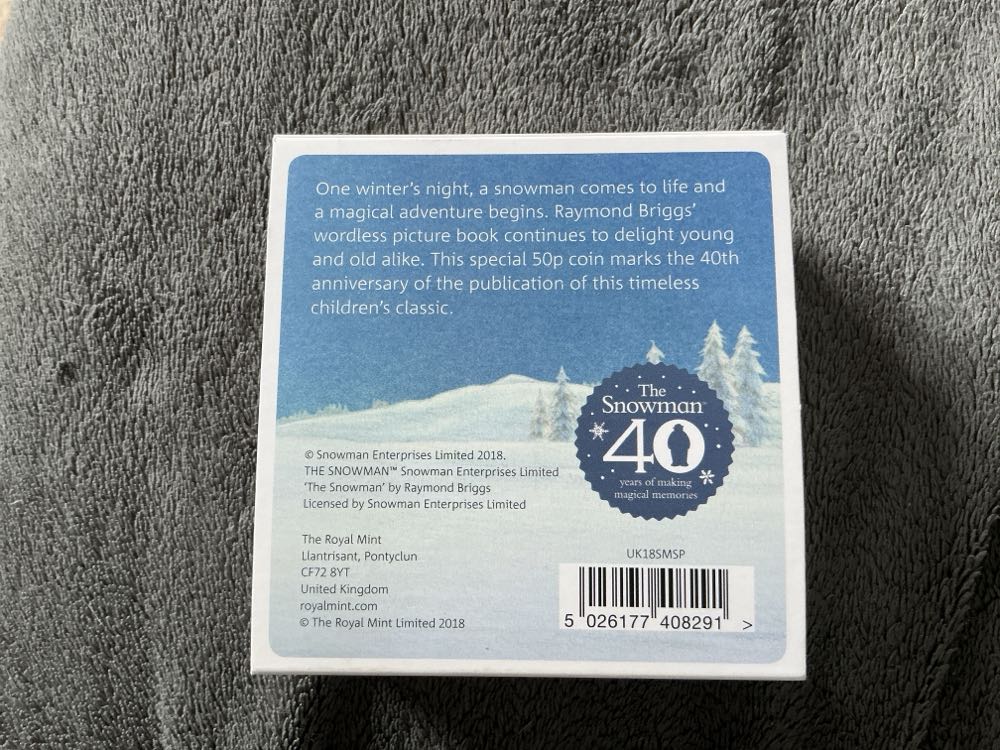 One winter's night, a snowman comes to life and
a magical adventure begins. Raymond Briggs'
wordless picture book continues to delight young
and old alike. This special 50p coin marks the 40th
anniversary of the publication of this timeless
children's classic.
The
Snowman
40
years of making
magical memories
© Snowman Enterprises Limited 2018.
THE SNOWMAN™ Snowman Enterprises Limited
'The Snowman' by Raymond Briggs
Licensed by Snowman Enterprises Limited
The Royal Mint
Llantrisant, Pontyclun
CF72 8YT
United Kingdom
royalmint.com
© The Royal Mint Limited 2018
UK18SMSP
5 026177 408291 >